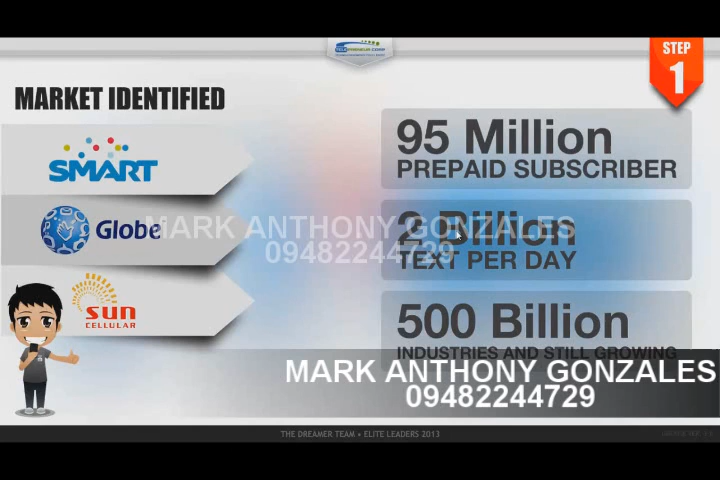 STEP
1
MARKET IDENTIFIED
95 Million
PREPAID SUBSCRIBER
SMART
Globe
2 Billion
TEXT PER DAY
MARK ANTHONY GONZALES
09482244729
sun
CELLULAR
500 Billion
INDUSTRIES AND STILL GROWING
MARK ANTHONY GONZALES
09482244729
THE DREAMER TEAM • ELITE LEADERS 2013